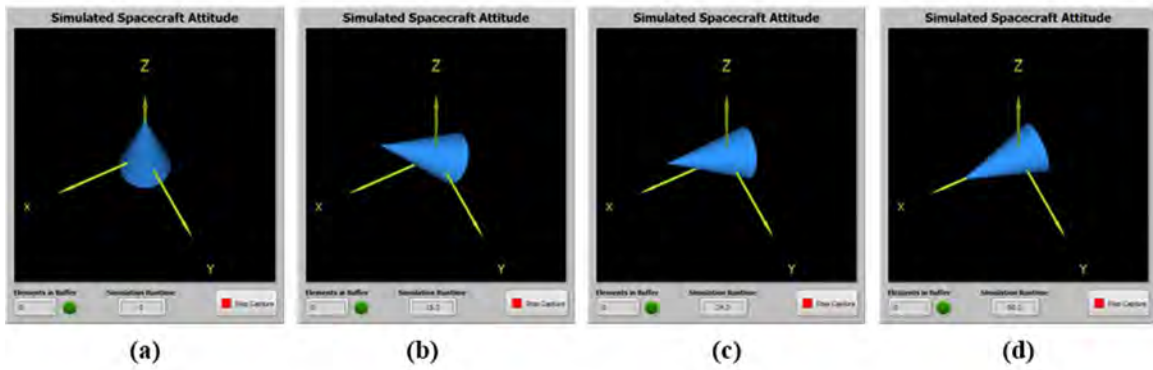 Simulated Spacecraft Attitude Simulated Spacecraft Attitude Simulated Spacecraft Attitude Simulated Spacecraft Attitude
Z Z Z Z
X X X X
Y Y Y Y
Elements in Buffer Simulation Runtime Elements in Buffer Simulation Runtime Elements in Buffer Simulation Runtime Elements in Buffer Simulation Runtime
0 Stop Capture 0 Stop Capture 0 Stop Capture 0 Stop Capture
(a) (b) (c) (d)